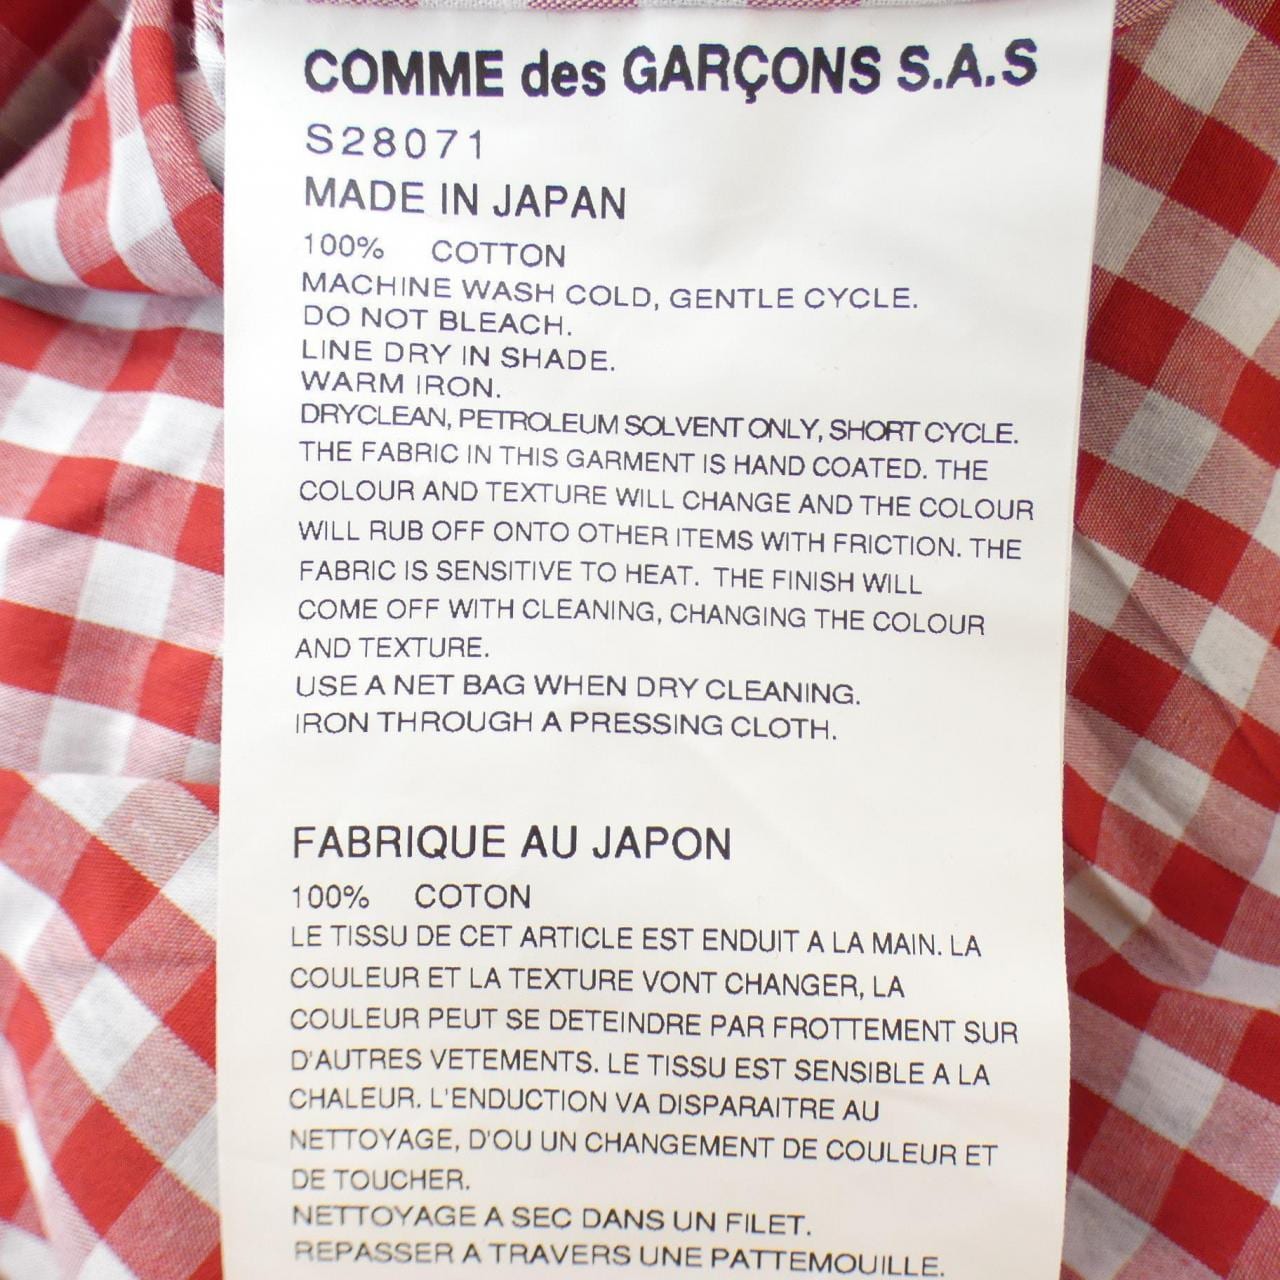 COMME des GARÇONS S.A.S
S28071
MADE IN JAPAN
100% COTTON
MACHINE WASH COLD, GENTLE CYCLE.
DO NOT BLEACH.
LINE DRY IN SHADE.
WARM IRON.
DRYCLEAN, PETROLEUM SOLVENT ONLY, SHORT CYCLE.
THE FABRIC IN THIS GARMENT IS HAND COATED. THE
COLOUR AND TEXTURE WILL CHANGE AND THE COLOUR
WILL RUB OFF ONTO OTHER ITEMS WITH FRICTION. THE
FABRIC IS SENSITIVE TO HEAT. THE FINISH WILL
COME OFF WITH CLEANING, CHANGING THE COLOUR
AND TEXTURE.
USE A NET BAG WHEN DRY CLEANING.
IRON THROUGH A PRESSING CLOTH.
FABRIQUE AU JAPON
100% COTON
LE TISSU DE CET ARTICLE EST ENDUIT A LA MAIN. LA
COULEUR ET LA TEXTURE VONT CHANGER, LA
COULEUR PEUT SE DETEINDRE PAR FROTTEMENT SUR
D'AUTRES VETEMENTS. LE TISSU EST SENSIBLE A LA
CHALEUR. L'ENDUCTION VA DISPARAITRE AU
NETTOYAGE, D'OU UN CHANGEMENT DE COULEUR ET
DE TOUCHER.
NETTOYAGE A SEC DANS UN FILET.
REPASSER A TRAVERS UNE PATTEMOUILLE.